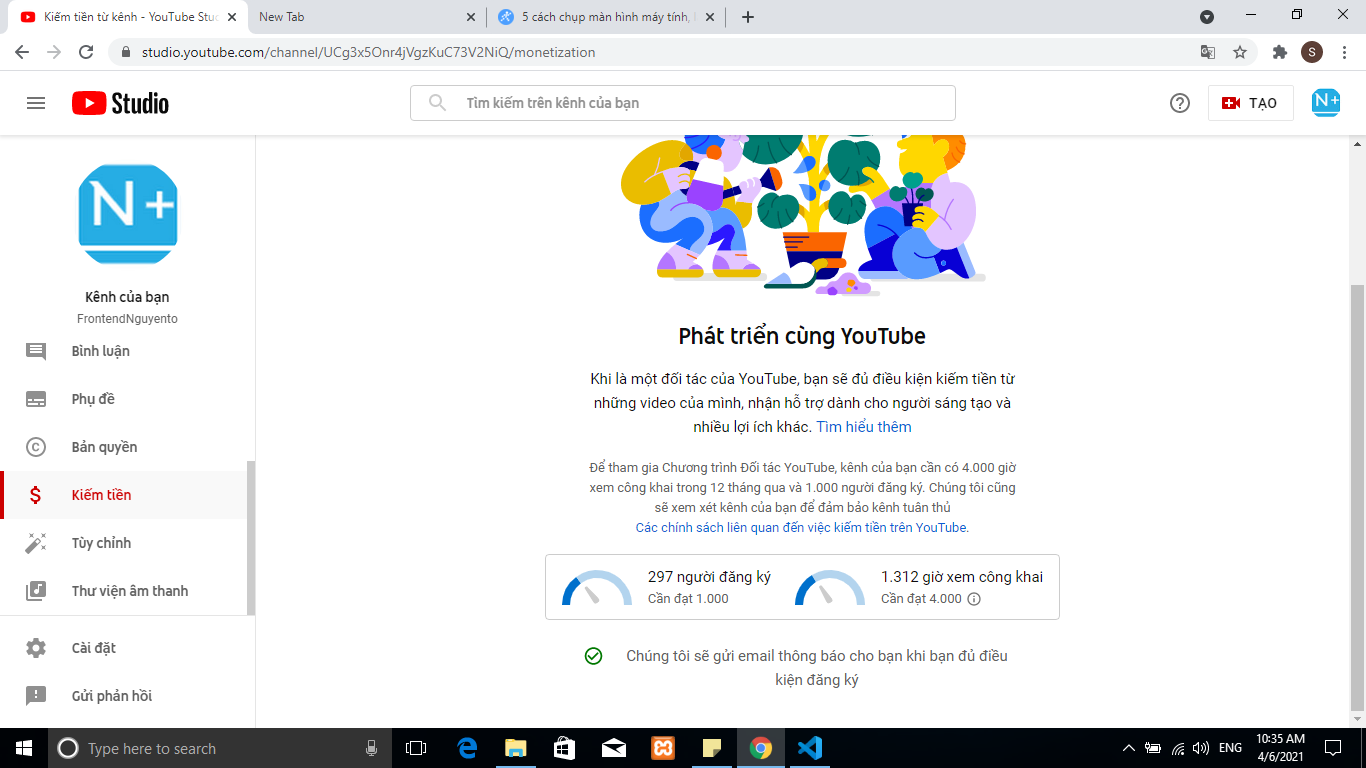 Kiếm tiền từ kênh - YouTube Stud
New Tab
5 cách chụp màn hình máy tính,
studio.youtube.com/channel/UCg3x5Onr4jVgzKuC73V2NiQ/monetization
S
Studio
Tìm kiếm trên kênh của bạn
TẠO
N+
N+
Kênh của bạn
FrontendNguyento
Bình luận
Phụ đề
Bản quyền
Kiếm tiền
Tùy chỉnh
Thư viện âm thanh
Cài đặt
Gửi phản hồi
Phát triển cùng YouTube
Khi là một đối tác của YouTube, bạn sẽ đủ điều kiện kiếm tiền từ
những video của mình, nhận hỗ trợ dành cho người sáng tạo và
nhiều lợi ích khác. Tìm hiểu thêm
Để tham gia Chương trình Đối tác YouTube, kênh của bạn cần có 4.000 giờ
xem công khai trong 12 tháng qua và 1.000 người đăng ký. Chúng tôi cũng
sẽ xem xét kênh của bạn để đảm bảo kênh tuân thủ
Các chính sách liên quan đến việc kiếm tiền trên YouTube.
297 người đăng ký
Cần đạt 1.000
1.312 giờ xem công khai
Cần đạt 4.000
Chúng tôi sẽ gửi email thông báo cho bạn khi bạn đủ điều
kiện đăng ký
Type here to search
ENG
10:35 AM
4/6/2021